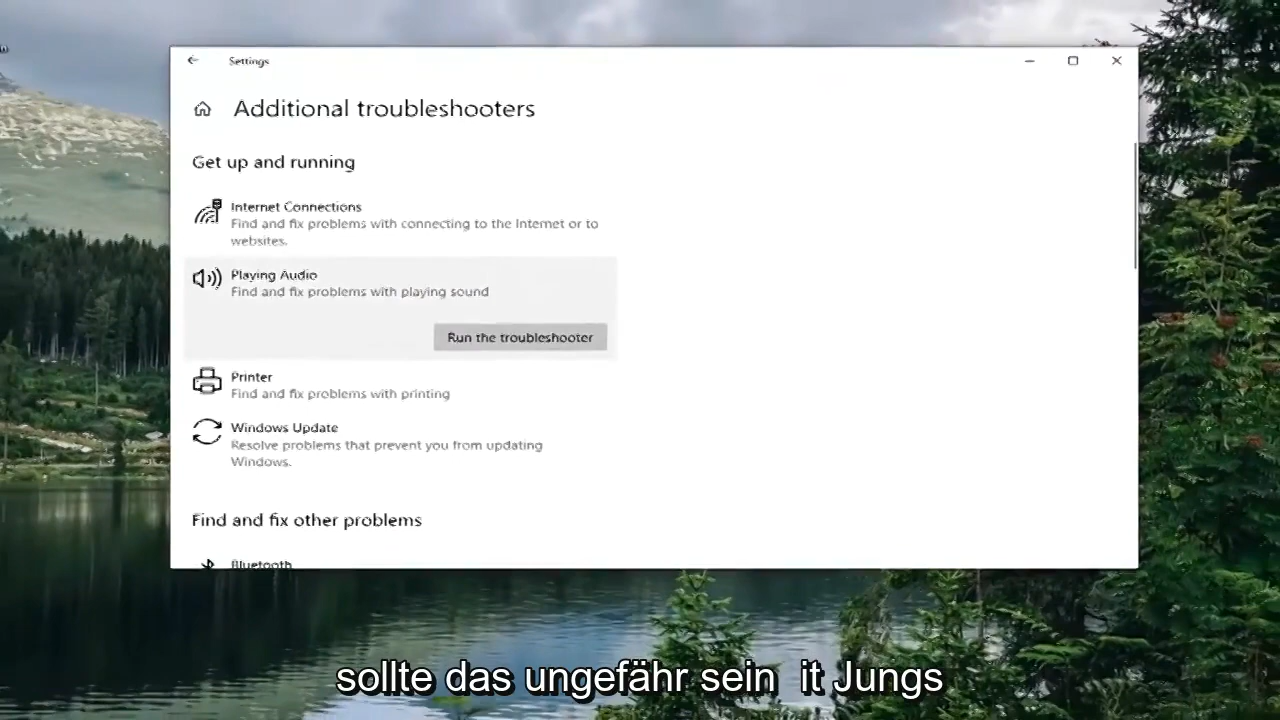 Settings
Additional troubleshooters
Get up and running
Internet Connections
Find and fix problems with connecting to the Internet or to
websites.
Playing Audio
Find and fix problems with playing sound
Run the troubleshooter
Printer
Find and fix problems with printing
Windows Update
Resolve problems that prevent you from updating
Windows.
Find and fix other problems
Bluetooth
sollte das ungefähr sein it Jungs